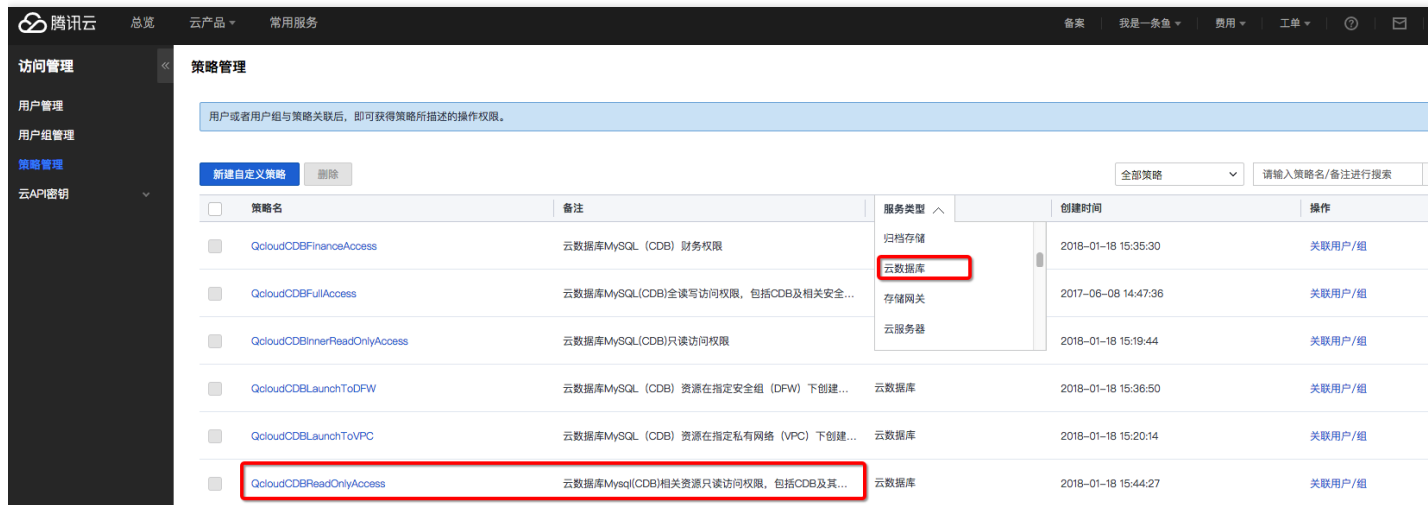 腾讯云 总览 云产品 常用服务 备案 我是一条鱼 费用 工单
访问管理 策略管理
用户管理 用户或者用户组与策略关联后，即可获得策略所描述的操作权限。
用户组管理
策略管理 新建自定义策略 删除 全部策略 请输入策略名/备注进行搜索
云API密钥
策略名 备注 服务类型 创建时间 操作
归档存储
QcloudCDBFinanceAccess 云数据库MySQL（CDB）财务权限 2018-01-18 15:35:30 关联用户/组
云数据库
QcloudCDBFullAccess 云数据库MySQL(CDB)全读写访问权限，包括CDB及相关安全... 存储网关 2017-06-08 14:47:36 关联用户/组
云服务器
QcloudCDBInnerReadOnlyAccess 云数据库MySQL(CDB)只读访问权限 2018-01-18 15:19:44 关联用户/组
QcloudCDBLaunchToDFW 云数据库MySQL（CDB）资源在指定安全组（DFW）下创建... 云数据库 2018-01-18 15:36:50 关联用户/组
QcloudCDBLaunchToVPC 云数据库MySQL（CDB）资源在指定私有网络（VPC）下创建... 云数据库 2018-01-18 15:20:14 关联用户/组
QcloudCDBReadOnlyAccess 云数据库Mysql(CDB)相关资源只读访问权限，包括CDB及其... 云数据库 2018-01-18 15:44:27 关联用户/组